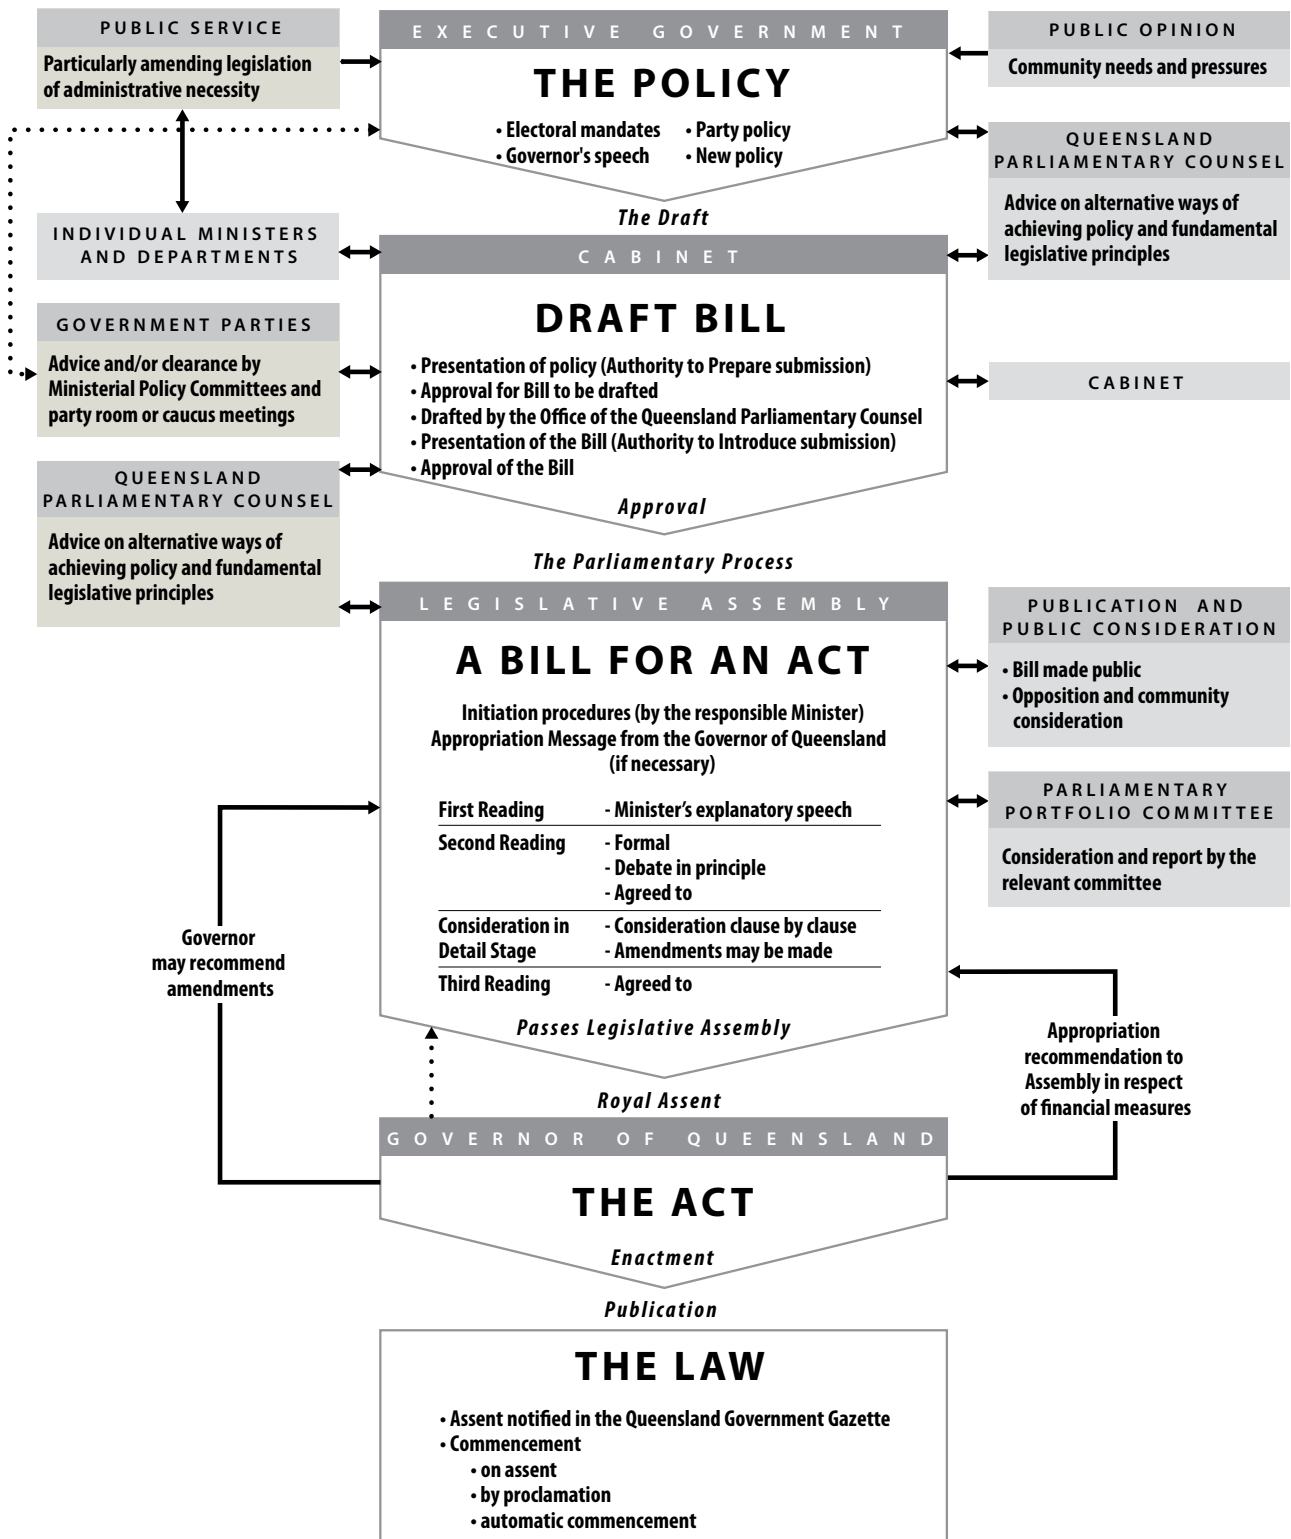 PUBLIC SERVICE
Particularly amending legislation
of administrative necessity
EXECUTIVE GOVERNMENT
THE POLICY
• Electoral mandates • Party policy
• Governor's speech • New policy
PUBLIC OPINION
Community needs and pressures
QUEENSLAND
PARLIAMENTARY COUNSEL
Advice on alternative ways of
achieving policy and fundamental
legislative principles
The Draft
INDIVIDUAL MINISTERS
AND DEPARTMENTS
CABINET
DRAFT BILL
• Presentation of policy (Authority to Prepare submission)
• Approval for Bill to be drafted
• Drafted by the Office of the Queensland Parliamentary Counsel
• Presentation of the Bill (Authority to Introduce submission)
• Approval of the Bill
Approval
GOVERNMENT PARTIES
Advice and/or clearance by
Ministerial Policy Committees and
party room or caucus meetings
CABINET
QUEENSLAND
PARLIAMENTARY COUNSEL
Advice on alternative ways of
achieving policy and fundamental
legislative principles
The Parliamentary Process
LEGISLATIVE ASSEMBLY
A BILL FOR AN ACT
Initiation procedures (by the responsible Minister)
Appropriation Message from the Governor of Queensland
(if necessary)
First Reading - Minister’s explanatory speech
Second Reading - Formal
- Debate in principle
- Agreed to
Consideration in - Consideration clause by clause
Detail Stage - Amendments may be made
Third Reading - Agreed to
Passes Legislative Assembly
PUBLICATION AND
PUBLIC CONSIDERATION
• Bill made public
• Opposition and community
consideration
PARLIAMENTARY
PORTFOLIO COMMITTEE
Consideration and report by the
relevant committee
Governor
may recommend
amendments
Appropriation
recommendation to
Assembly in respect
of financial measures
Royal Assent
GOVERNOR OF QUEENSLAND
THE ACT
Enactment
Publication
THE LAW
• Assent notified in the Queensland Government Gazette
• Commencement
• on assent
• by proclamation
• automatic commencement